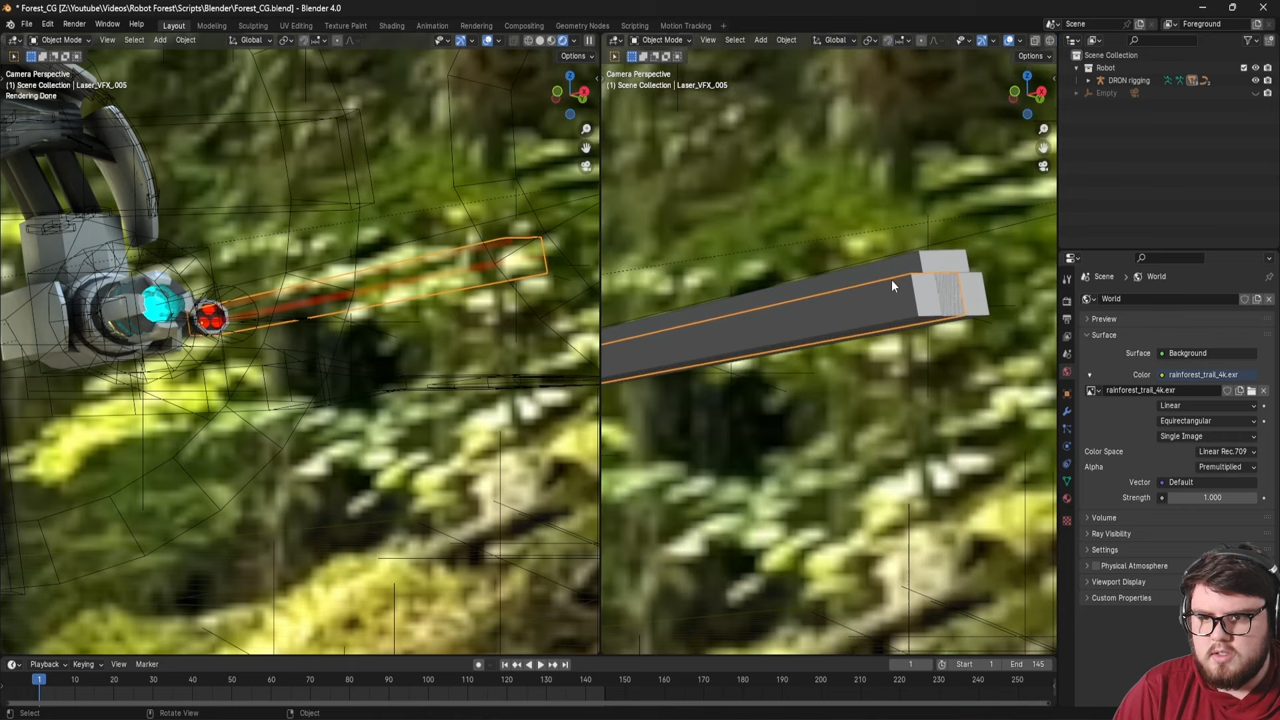 * Forest_CG [Z:\Youtube\Videos\Robot Forest\Scripts\Blender\Forest_CG.blend] - Blender 4.0
File Edit Render Window Help Layout Modeling Sculpting UV Editing Texture Paint Shading Animation Rendering Compositing Geometry Nodes Scripting Motion Tracking Scene Foreground
Object Mode View Select Add Object Global
Object Mode View Select Add Object Global
Options
Options
Camera Perspective
(1) Scene Collection | Laser_VFX_005
Rendering Done
Camera Perspective
(1) Scene Collection | Laser_VFX_005
Z
Z
Scene Collection
Robot
DRON rigging
Empty
Scene > World
World
Preview
Surface
Surface Background
Color rainforest_trail_4k.exr
rainforest_trail_4k.exr
Linear
Equirectangular
Single Image
Color Space Linear Rec.709
Alpha Premultiplied
Vector Default
Strength 1.000
Volume
Ray Visibility
Settings
Physical Atmosphere
Viewport Display
Custom Properties
Playback Keying View Marker 1 Start 1 End 145
1 10 20 30 40 50 60 70 80 90 100 110 120 130 140 150 160 170 180 190 200 210 220 230 240 250
Select Rotate View Object